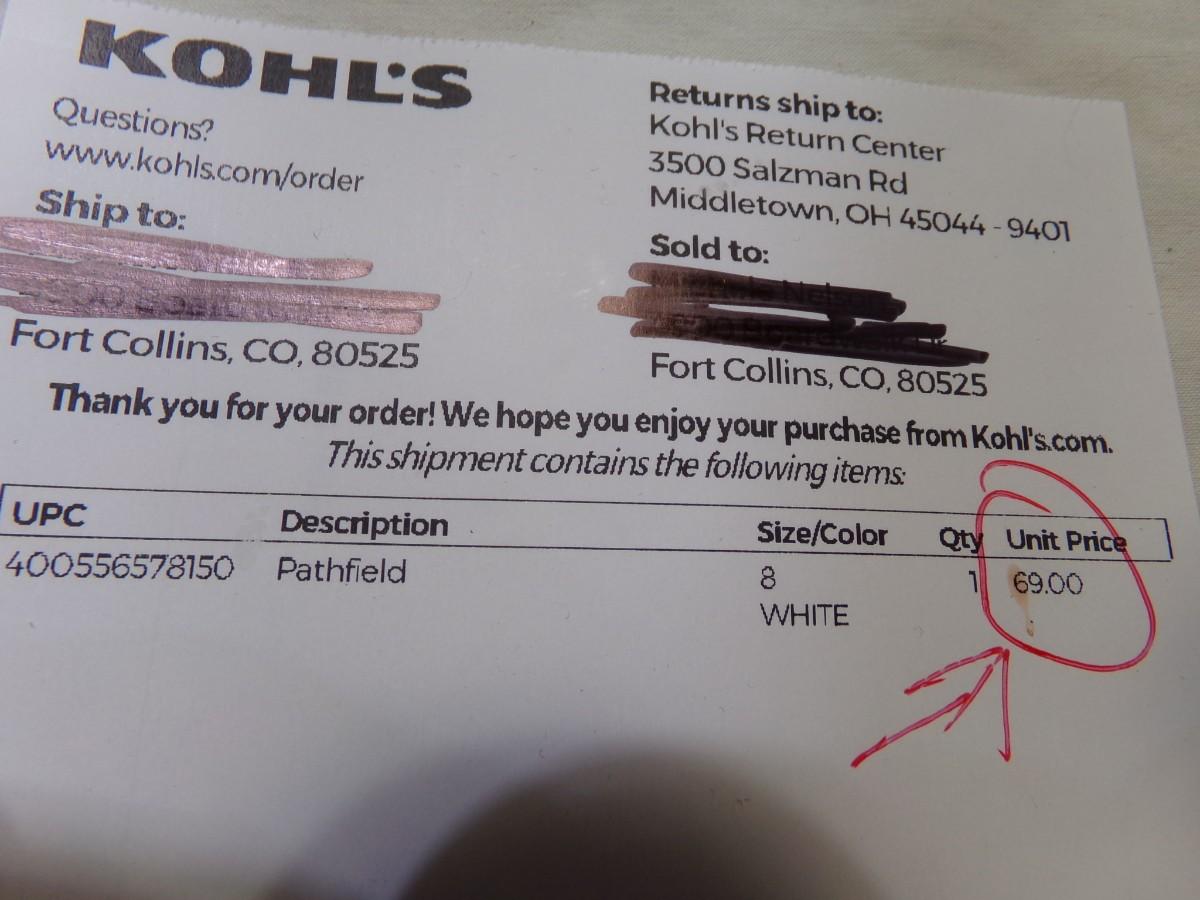 KOHL'S
Questions?
www.kohls.com/order
Ship to:
Fort Collins, CO, 80525
Returns ship to:
Kohl's Return Center
3500 Salzman Rd
Middletown, OH 45044 - 9401
Sold to:
Fort Collins, CO, 80525
Thank you for your order! We hope you enjoy your purchase from Kohl's.com.
This shipment contains the following items:
UPC Description Size/Color Qty Unit Price
400556578150 Pathfield 8 1 69.00
WHITE